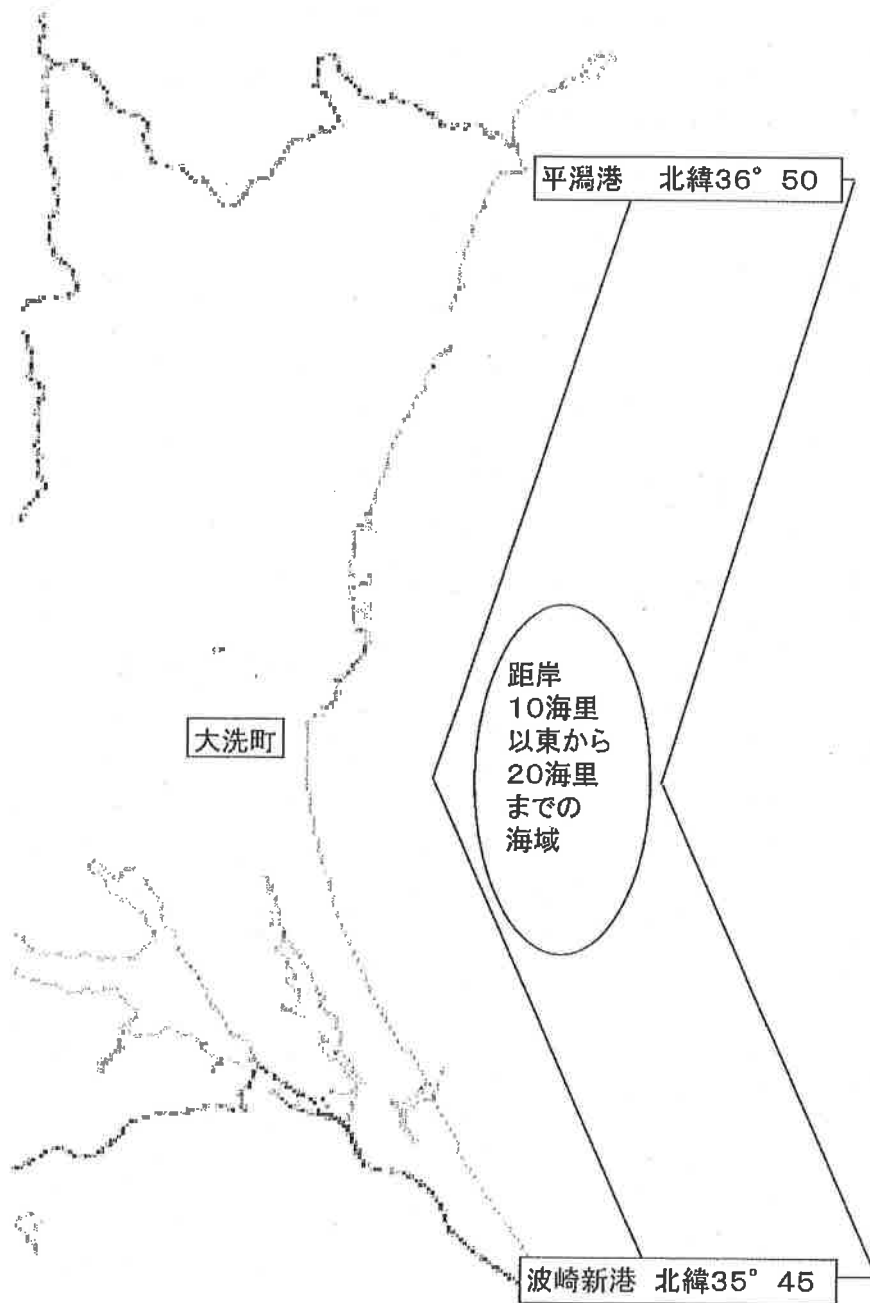 平潟港　北緯36°50
距岸
10海里
以東から
20海里
までの
海域
大洗町
波崎新港 北緯35°45